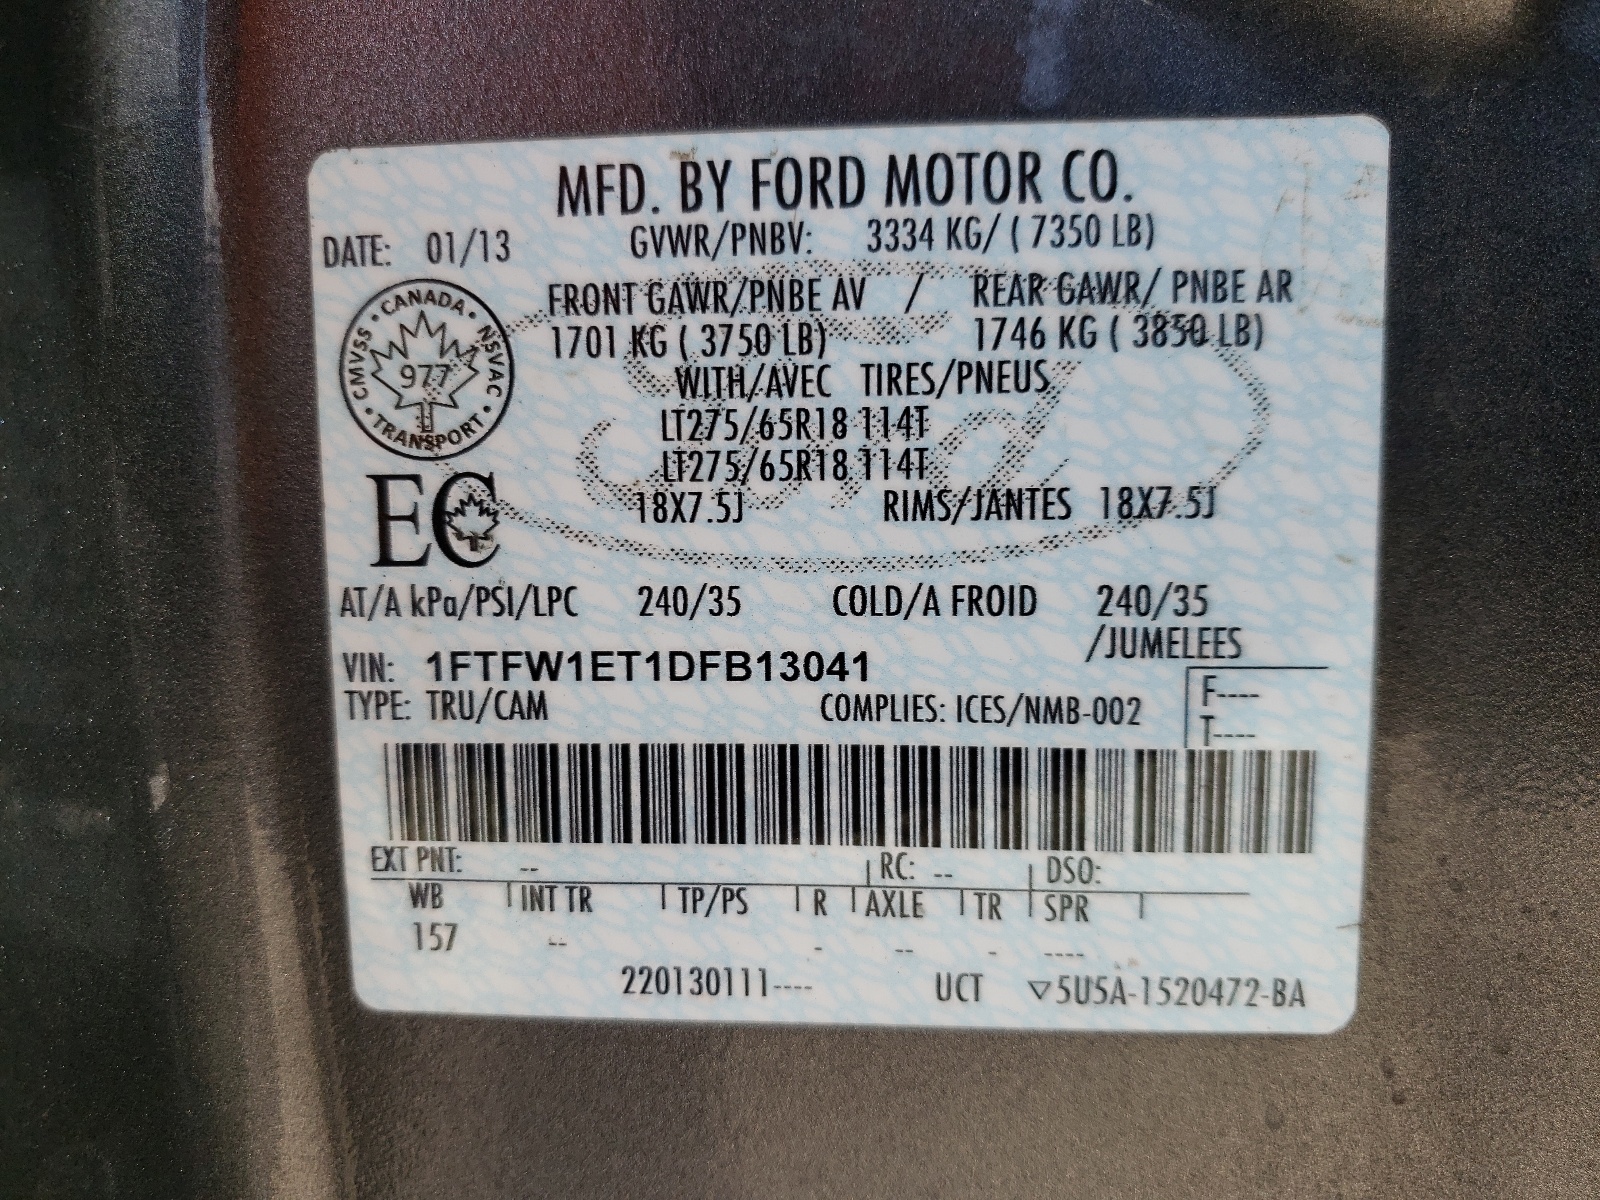 MFD. BY FORD MOTOR CO.
DATE: 01/13 GVWR/PNBV: 3334 KG/ ( 7350 LB)
FRONT GAWR/PNBE AV / REAR GAWR/ PNBE AR
1701 KG ( 3750 LB) 1746 KG ( 3850 LB)
WITH/AVEC TIRES/PNEUS
LT275/65R18 114T
LT275/65R18 114T
18X7.5J RIMS/JANTES 18X7.5J
CANADA • NSVAC • TRANSPORT • CMVSS •
977
EC
AT/A kPa/PSI/LPC 240/35 COLD/A FROID 240/35
/JUMELEES
VIN: 1FTFW1ET1DFB13041
F----
TYPE: TRU/CAM COMPLIES: ICES/NMB-002
T----
EXT PNT: -- RC: -- DSO:
WB INT TR TP/PS R AXLE TR SPR
157 -- - -- - ----
220130111---- UCT ▽5U5A-1520472-BA
Ford